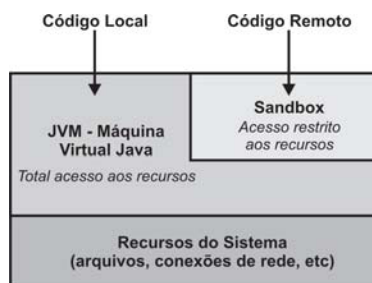 Código Local
Código Remoto
Sandbox
Acesso restrito
aos recursos
JVM - Máquina
Virtual Java
Total acesso aos recursos
Recursos do Sistema
(arquivos, conexões de rede, etc)